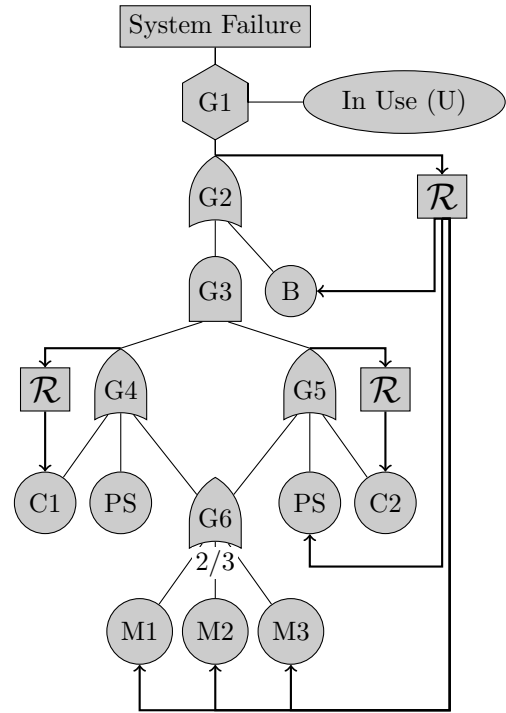 System Failure
G1
In Use (U)
G2
ℛ
G3
B
ℛ
G4
G5
ℛ
C1
PS
G6
PS
C2
2/3
M1
M2
M3